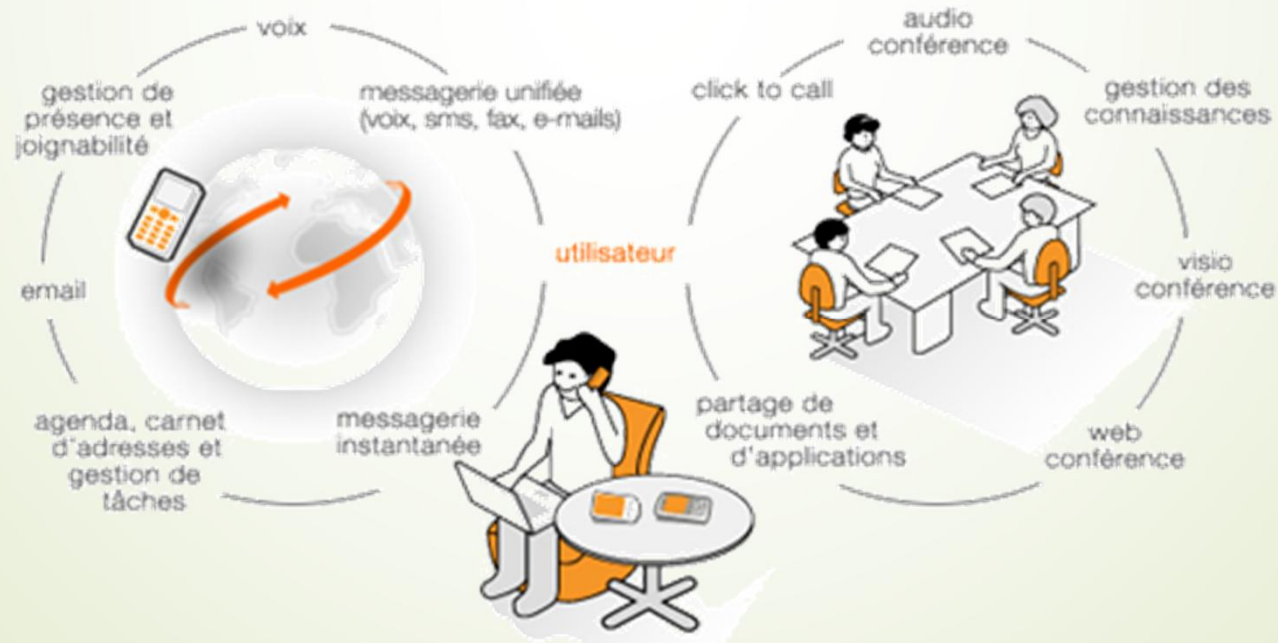 voix
gestion de
présence et
joignabilité
messagerie unifiée
(voix, sms, fax, e-mails)
email
agenda, carnet
d'adresses et
gestion de
tâches
messagerie
instantanée
utilisateur
audio
conférence
click to call
gestion des
connaissances
visio
conférence
partage de
documents et
d'applications
web
conférence